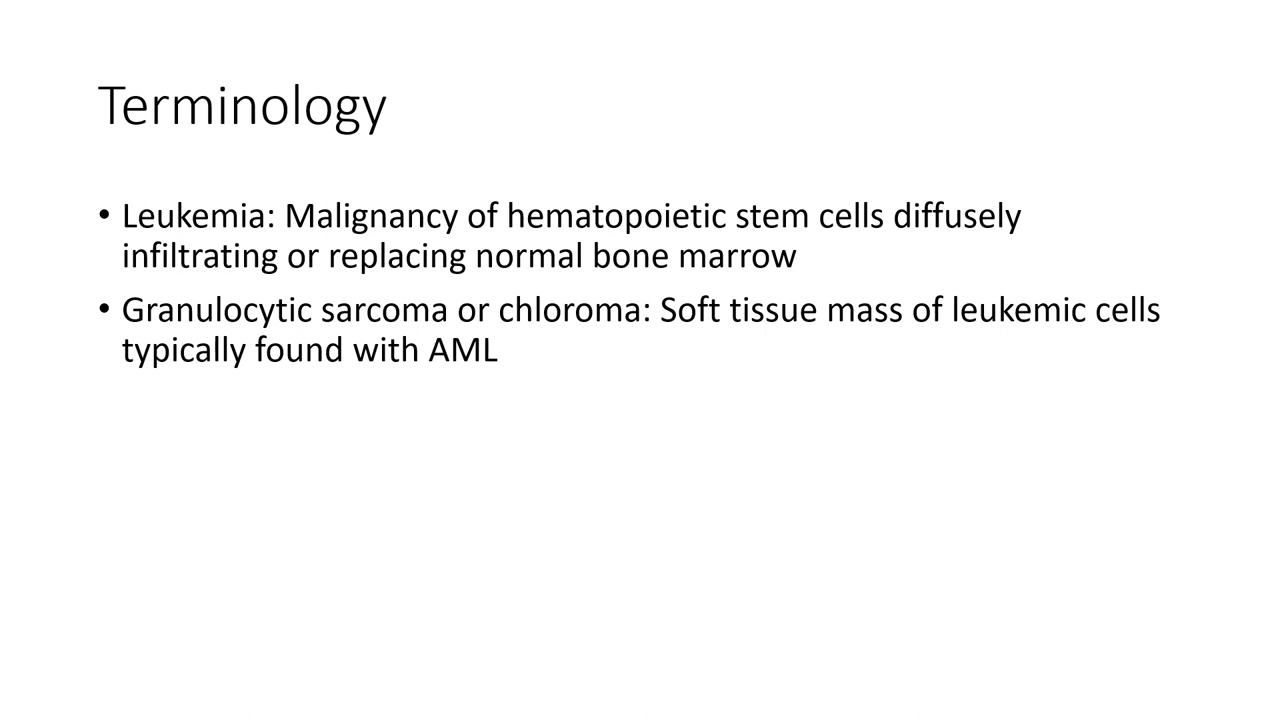 Terminology
• Leukemia: Malignancy of hematopoietic stem cells diffusely
infiltrating or replacing normal bone marrow
• Granulocytic sarcoma or chloroma: Soft tissue mass of leukemic cells
typically found with AML